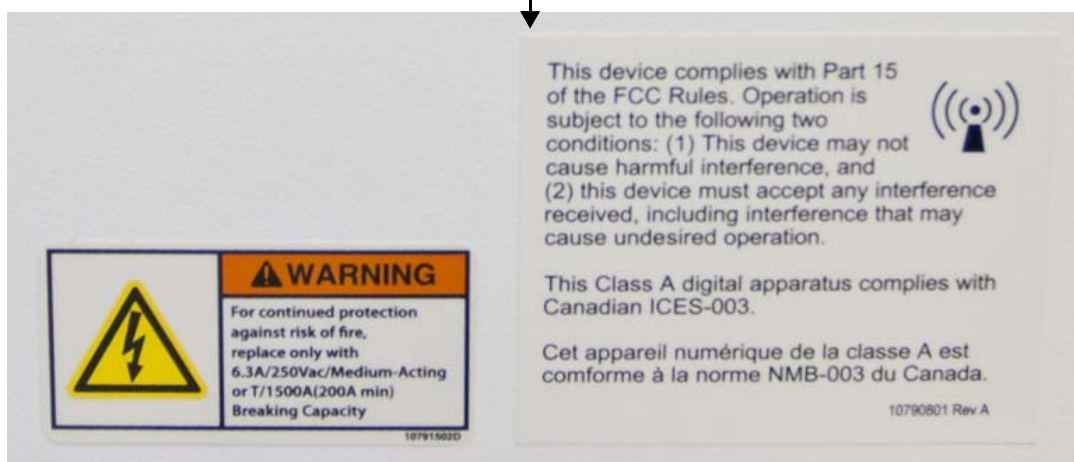 WARNING
For continued protection
against risk of fire,
replace only with
6.3A/250Vac/Medium-Acting
or T/1500A(200A min)
Breaking Capacity
10791502D
This device complies with Part 15
of the FCC Rules. Operation is
subject to the following two
conditions: (1) This device may not
cause harmful interference, and
(2) this device must accept any interference
received, including interference that may
cause undesired operation.
This Class A digital apparatus complies with
Canadian ICES-003.
Cet appareil numérique de la classe A est
comforme à la norme NMB-003 du Canada.
10790801 Rev A